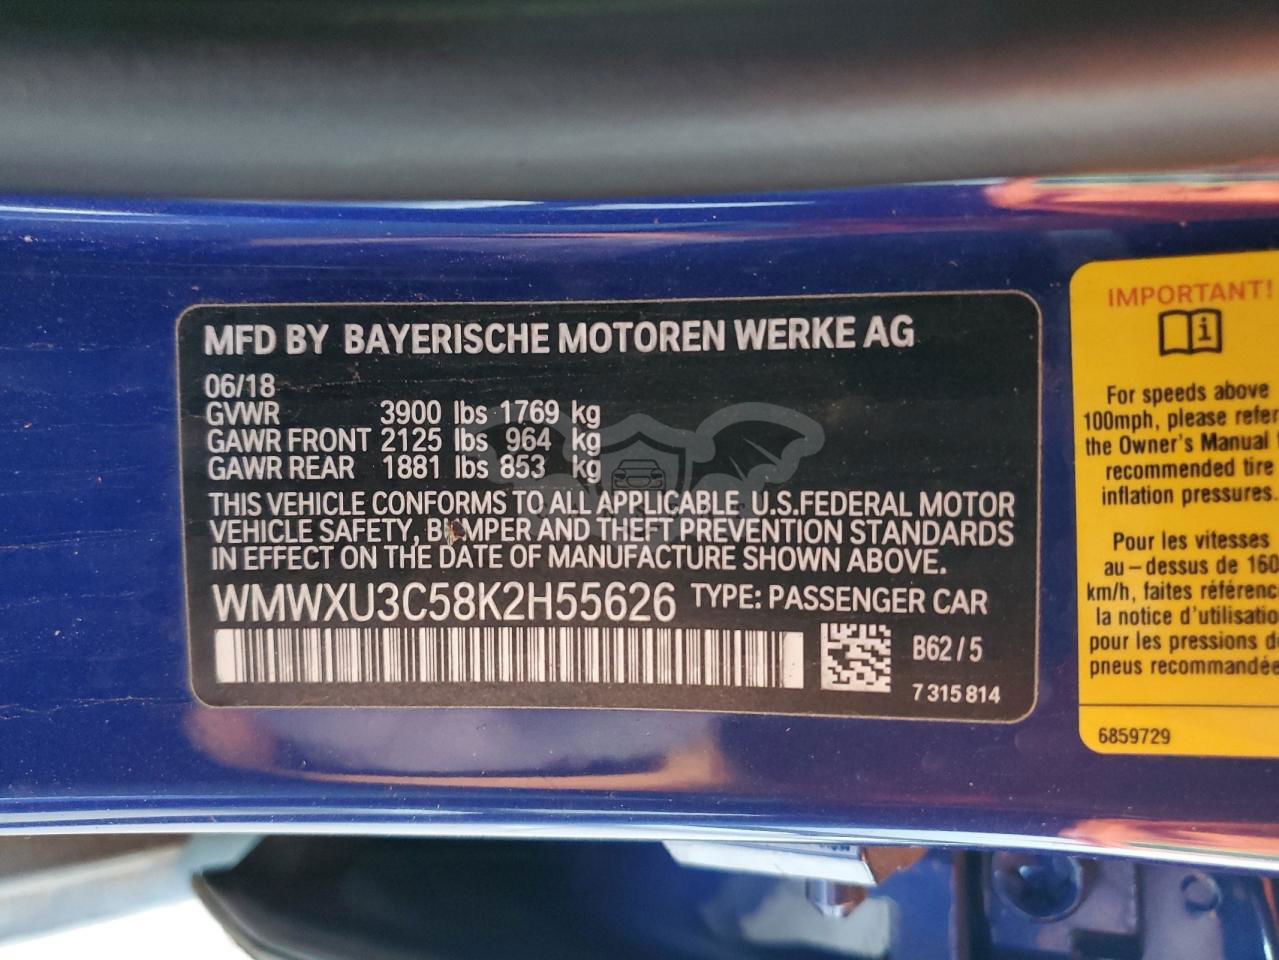 MFD BY BAYERISCHE MOTOREN WERKE AG
06/18
GVWR 3900 lbs 1769 kg
GAWR FRONT 2125 lbs 964 kg
GAWR REAR 1881 lbs 853 kg
THIS VEHICLE CONFORMS TO ALL APPLICABLE U.S.FEDERAL MOTOR
VEHICLE SAFETY, BUMPER AND THEFT PREVENTION STANDARDS
IN EFFECT ON THE DATE OF MANUFACTURE SHOWN ABOVE.
WMWXU3C58K2H55626 TYPE: PASSENGER CAR
B62/5
7 315 814
IMPORTANT!
i
For speeds above
100mph, please refer
the Owner's Manual
recommended tire
inflation pressures.
Pour les vitesses
au-dessus de 160
km/h, faites référenc
la notice d'utilisatio
pour les pressions d
pneus recommandée
6859729